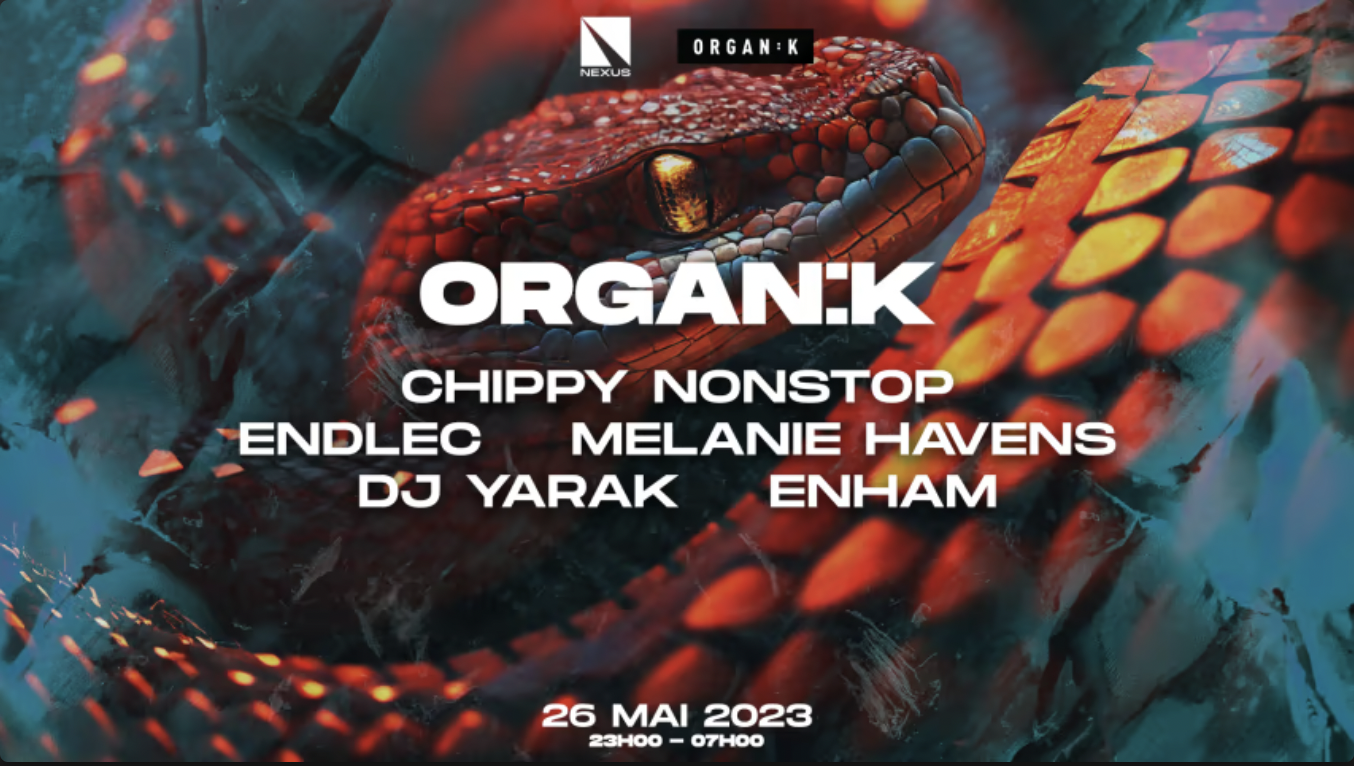 NEXUS
ORGAN:K
ORGAN:K
CHIPPY NONSTOP
ENDLEC MELANIE HAVENS
DJ YARAK ENHAM
26 MAI 2023
23H00 – 07H00